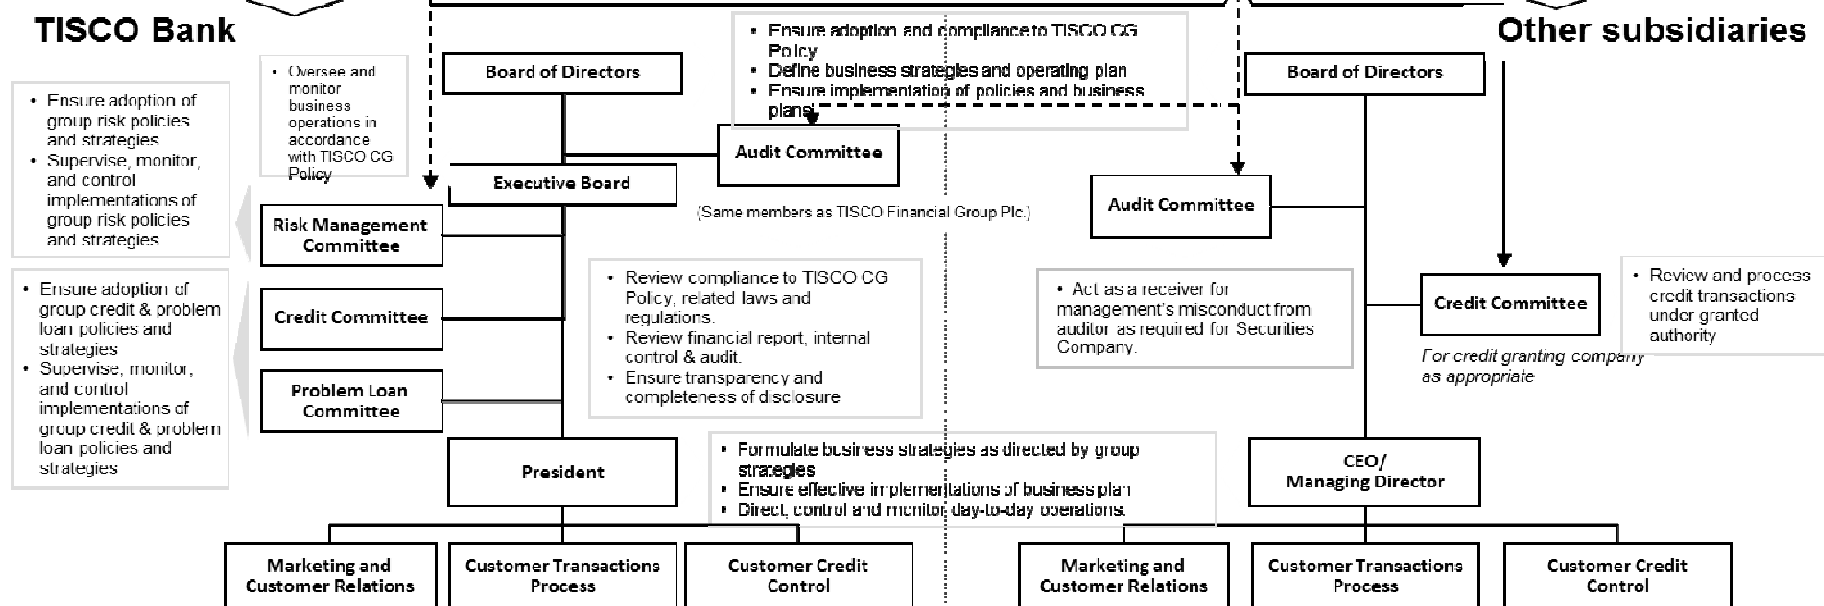 TISCO Bank
Other subsidiaries
• Ensure adoption and compliance to TISCO CG
Policy
• Define business strategies and operating plan
• Ensure implementation of policies and business
plans
• Oversee and
monitor
business
operations in
accordance
with TISCO CG
Policy
Board of Directors
Board of Directors
• Ensure adoption of
group risk policies
and strategies
• Supervise, monitor,
and control
implementations of
group risk policies
and strategies
Audit Committee
Executive Board
(Same members as TISCO Financial Group Plc.)
Audit Committee
Risk Management
Committee
• Ensure adoption of
group credit & problem
loan policies and
strategies
• Supervise, monitor,
and control
implementations of
group credit & problem
loan policies and
strategies
Credit Committee
Problem Loan
Committee
• Review compliance to TISCO CG
Policy, related laws and
regulations.
• Review financial report, internal
control & audit.
• Ensure transparency and
completeness of disclosure
• Act as a receiver for
management's misconduct from
auditor as required for Securities
Company.
Credit Committee
• Review and process
credit transactions
under granted
authority
For credit granting company
as appropriate
President
• Formulate business strategies as directed by group
strategies
• Ensure effective implementations of business plan
• Direct, control and monitor day-to-day operations.
CEO/
Managing Director
Marketing and
Customer Relations
Customer Transactions
Process
Customer Credit
Control
Marketing and
Customer Relations
Customer Transactions
Process
Customer Credit
Control